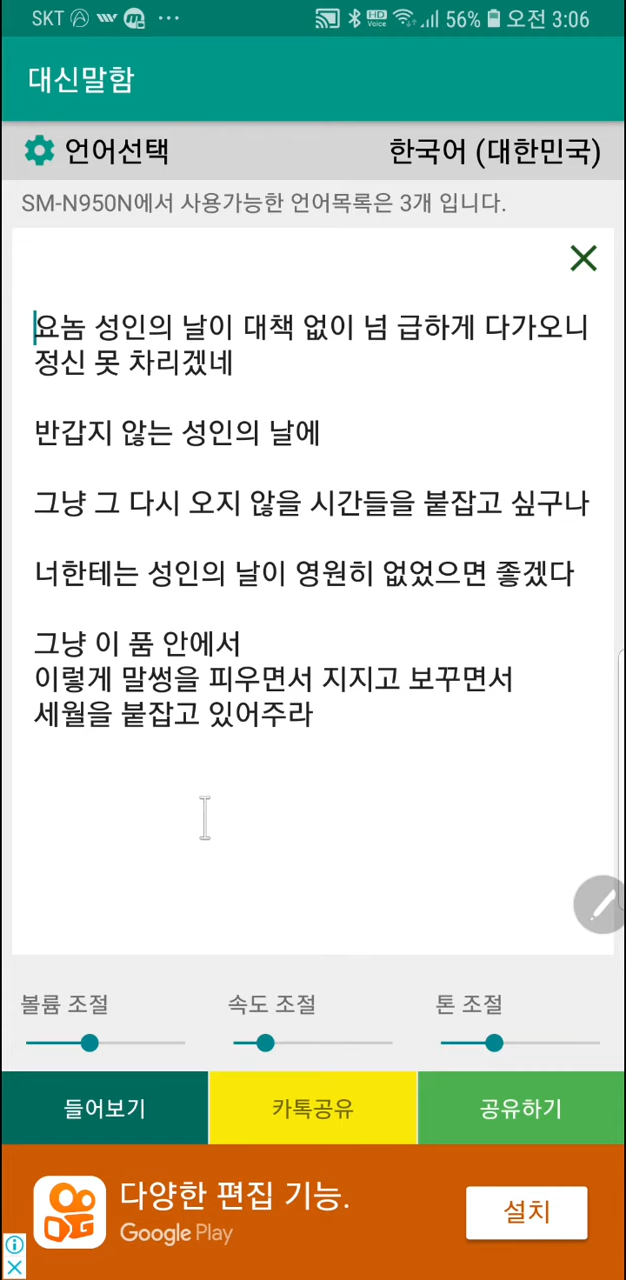 SKT 56% 오전 3:06
대신말함
언어선택 한국어 (대한민국)
SM-N950N에서 사용가능한 언어목록은 3개 입니다.
요놈 성인의 날이 대책 없이 넘 급하게 다가오니
정신 못 차리겠네
반갑지 않는 성인의 날에
그냥 그 다시 오지 않을 시간들을 붙잡고 싶구나
너한테는 성인의 날이 영원히 없었으면 좋겠다
그냥 이 품 안에서
이렇게 말썽을 피우면서 지지고 보꾸면서
세월을 붙잡고 있어주라
볼륨 조절 속도 조절 톤 조절
들어보기 카톡공유 공유하기
다양한 편집 기능.
Google Play
설치